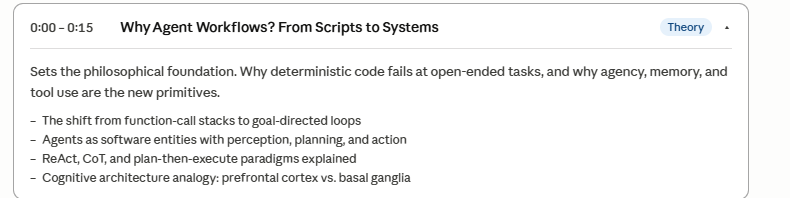 0:00 – 0:15 Why Agent Workflows? From Scripts to Systems Theory
Sets the philosophical foundation. Why deterministic code fails at open-ended tasks, and why agency, memory, and
tool use are the new primitives.
– The shift from function-call stacks to goal-directed loops
– Agents as software entities with perception, planning, and action
– ReAct, CoT, and plan-then-execute paradigms explained
– Cognitive architecture analogy: prefrontal cortex vs. basal ganglia